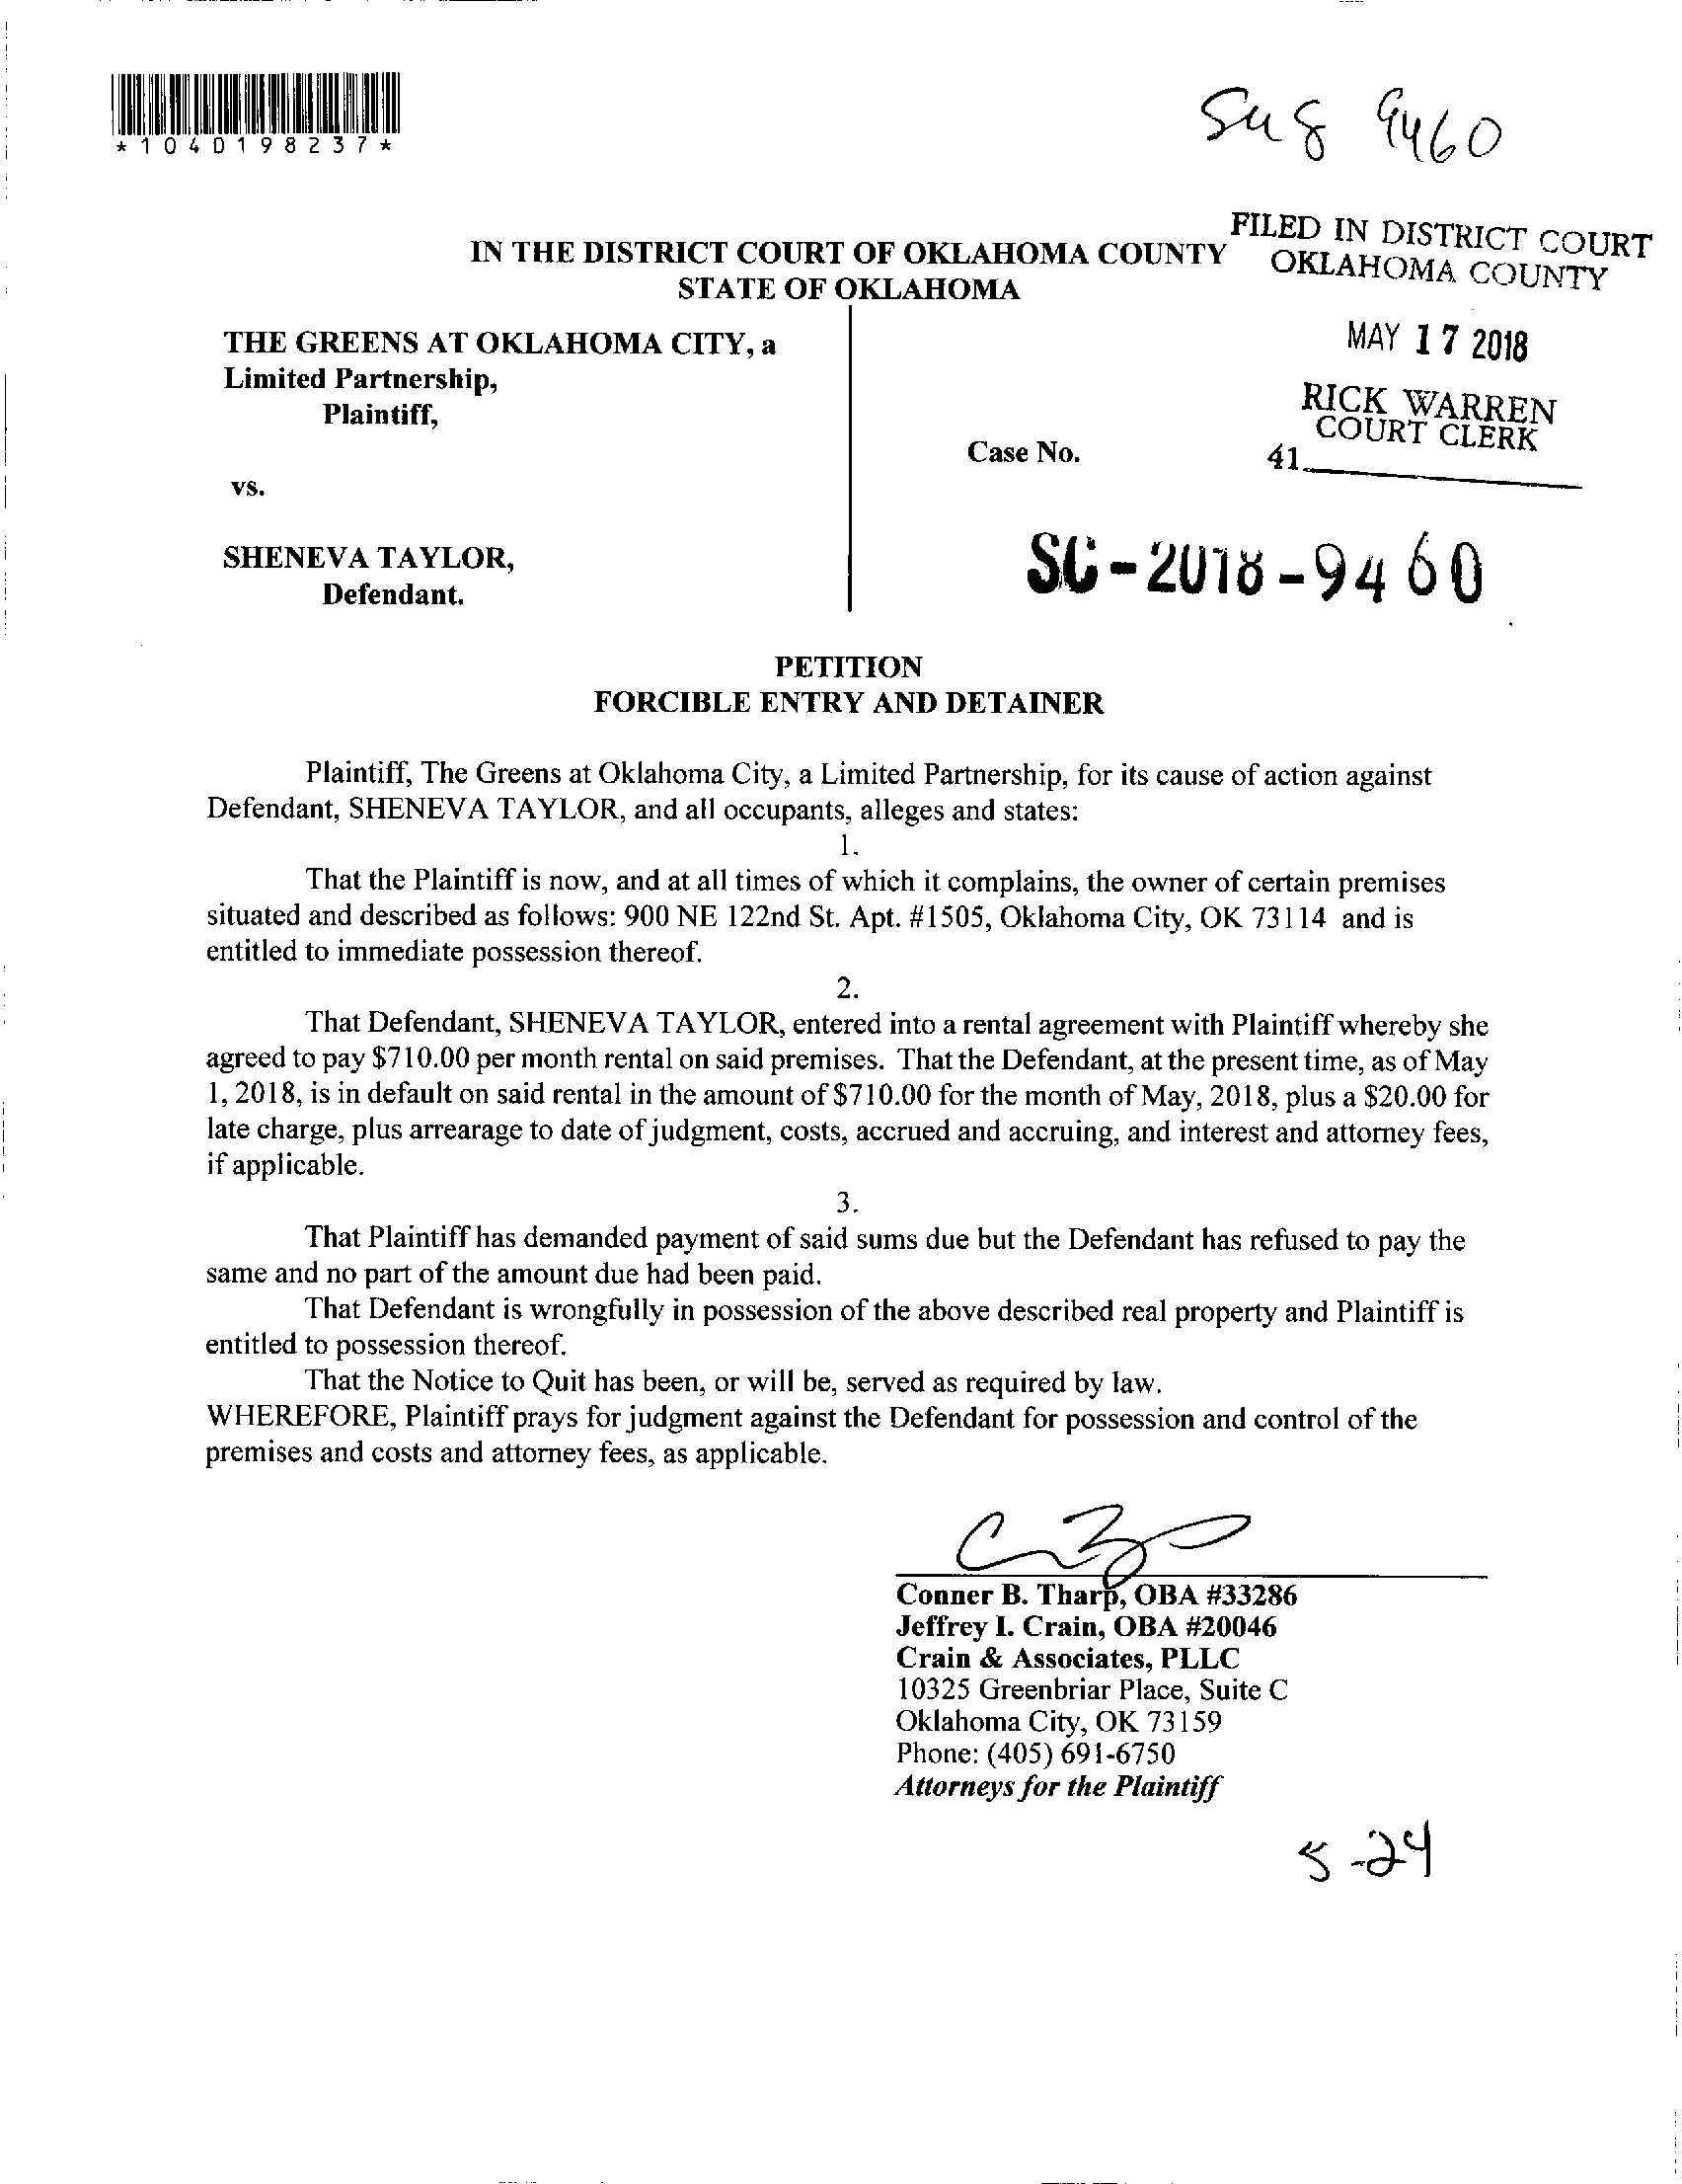 *1040198237*
9460
FILED IN DISTRICT COURT
OKLAHOMA COUNTY
IN THE DISTRICT COURT OF OKLAHOMA COUNTY
STATE OF OKLAHOMA
MAY 17 2018
RICK WARREN
COURT CLERK
41
THE GREENS AT OKLAHOMA CITY, a
Limited Partnership,
Plaintiff,
Case No.
vs.
SC-2018-9460
SHENEVA TAYLOR,
Defendant.
PETITION
FORCIBLE ENTRY AND DETAINER
Plaintiff, The Greens at Oklahoma City, a Limited Partnership, for its cause of action against
Defendant, SHENEVA TAYLOR, and all occupants, alleges and states:
1.
That the Plaintiff is now, and at all times of which it complains, the owner of certain premises
situated and described as follows: 900 NE 122nd St. Apt. #1505, Oklahoma City, OK 73114 and is
entitled to immediate possession thereof.
2.
That Defendant, SHENEVA TAYLOR, entered into a rental agreement with Plaintiff whereby she
agreed to pay $710.00 per month rental on said premises. That the Defendant, at the present time, as of May
1, 2018, is in default on said rental in the amount of $710.00 for the month of May, 2018, plus a $20.00 for
late charge, plus arrearage to date of judgment, costs, accrued and accruing, and interest and attorney fees,
if applicable.
3.
That Plaintiff has demanded payment of said sums due but the Defendant has refused to pay the
same and no part of the amount due had been paid.
That Defendant is wrongfully in possession of the above described real property and Plaintiff is
entitled to possession thereof.
That the Notice to Quit has been, or will be, served as required by law.
WHEREFORE, Plaintiff prays for judgment against the Defendant for possession and control of the
premises and costs and attorney fees, as applicable.
Conner B. Tharp, OBA #33286
Jeffrey I. Crain, OBA #20046
Crain & Associates, PLLC
10325 Greenbriar Place, Suite C
Oklahoma City, OK 73159
Phone: (405) 691-6750
Attorneys for the Plaintiff
5-24